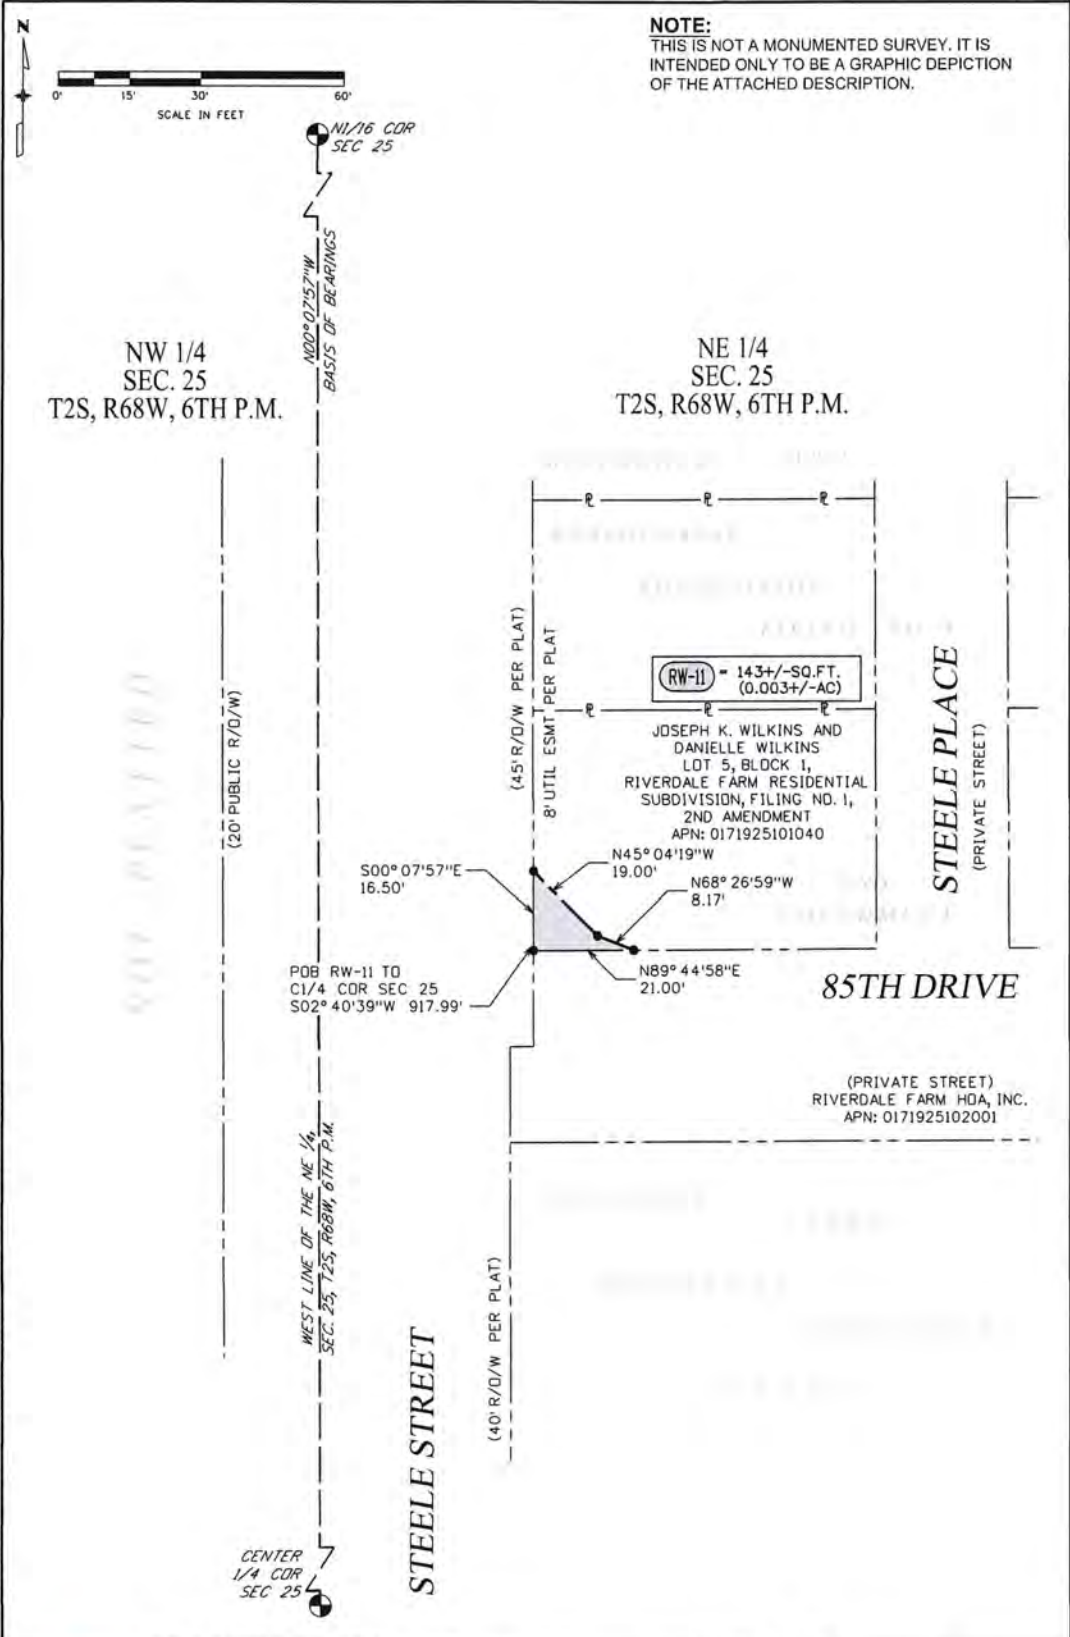 N
NOTE:
THIS IS NOT A MONUMENTED SURVEY. IT IS
INTENDED ONLY TO BE A GRAPHIC DEPICTION
OF THE ATTACHED DESCRIPTION.
0' 15' 30' 60'
SCALE IN FEET
N1/16 COR
SEC 25
N00°07'57"W
BASIS OF BEARINGS
NW 1/4
SEC. 25
T2S, R68W, 6TH P.M.
NE 1/4
SEC. 25
T2S, R68W, 6TH P.M.
PL PL PL
(20' PUBLIC R/O/W)
(45' R/O/W PER PLAT)
8' UTIL ESMT PER PLAT
RW-11 = 143+/-SQ.FT.
(0.003+/-AC)
PL PL PL
JOSEPH K. WILKINS AND
DANIELLE WILKINS
LOT 5, BLOCK 1,
RIVERDALE FARM RESIDENTIAL
SUBDIVISION, FILING NO. 1,
2ND AMENDMENT
APN: 0171925101040
STEELE PLACE
(PRIVATE STREET)
S00°07'57"E
16.50'
N45°04'19"W
19.00'
N68°26'59"W
8.17'
N89°44'58"E
21.00'
POB RW-11 TO
C1/4 COR SEC 25
S02°40'39"W 917.99'
85TH DRIVE
(PRIVATE STREET)
RIVERDALE FARM HOA, INC.
APN: 0171925102001
WEST LINE OF THE NE 1/4,
SEC. 25, T2S, R68W, 6TH P.M.
(40' R/O/W PER PLAT)
STEELE STREET
CENTER
1/4 COR
SEC 25